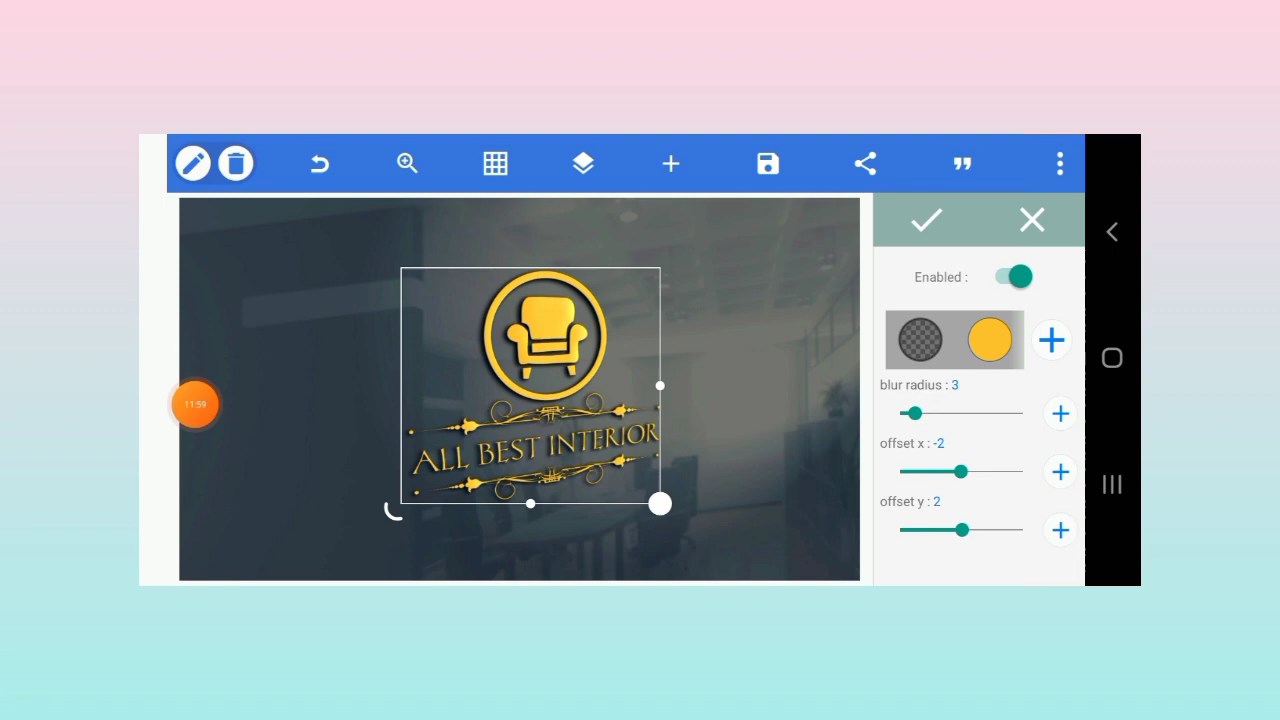 Enabled :
blur radius : 3
11:59
offset x : -2
ALL BEST INTERIOR
offset y : 2